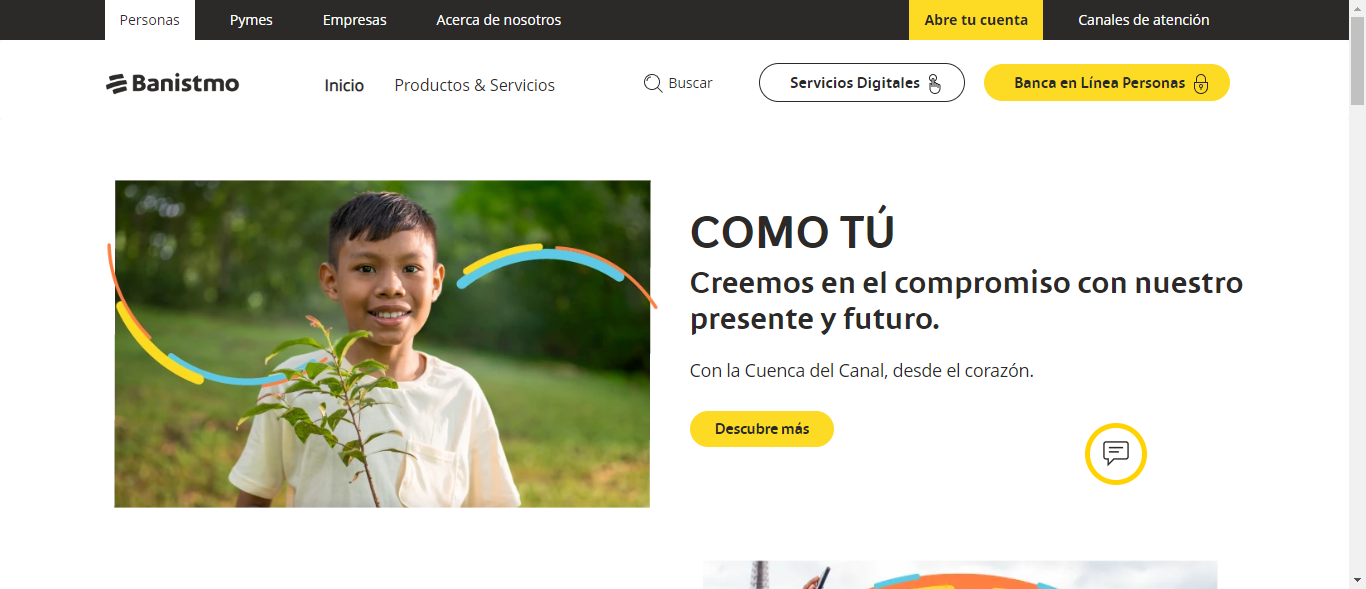 Personas
Pymes
Empresas
Acerca de nosotros
Abre tu cuenta
Canales de atención
Banistmo
Inicio
Productos & Servicios
Buscar
Servicios Digitales
Banca en Línea Personas
COMO TÚ
Creemos en el compromiso con nuestro
presente y futuro.
Con la Cuenca del Canal, desde el corazón.
Descubre más